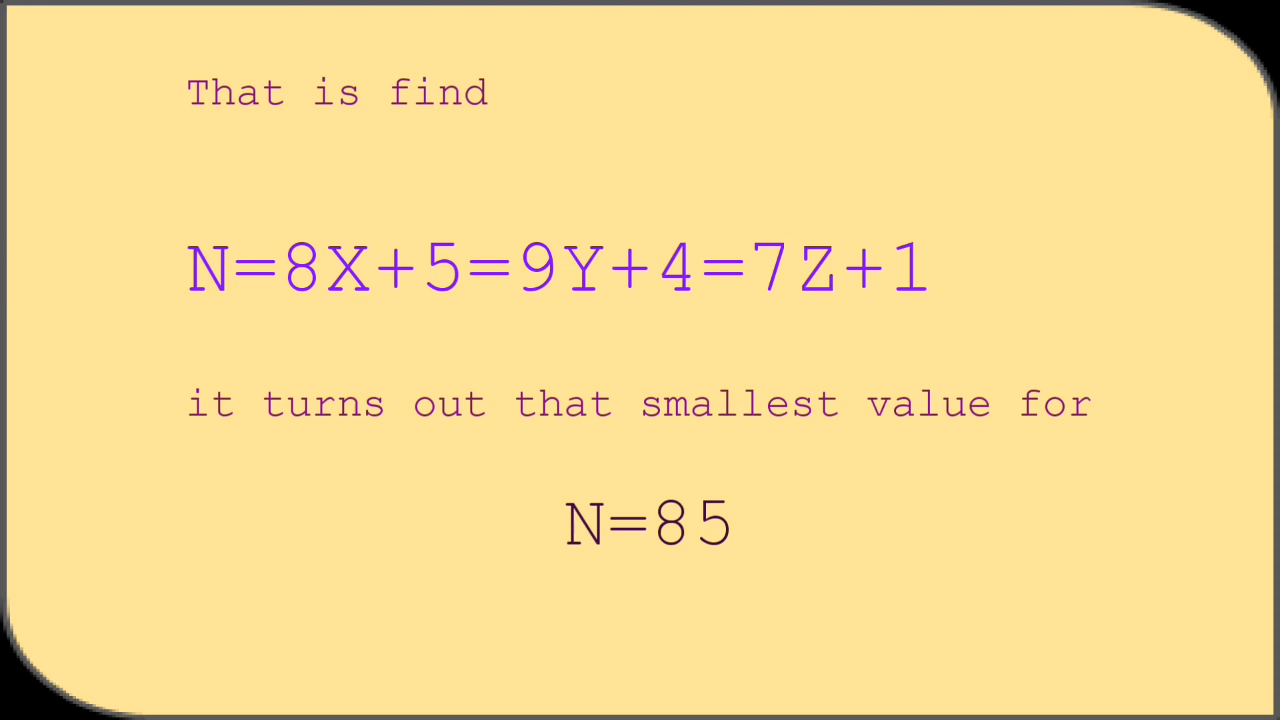 That is find
N=8X+5=9Y+4=7Z+1
it turns out that smallest value for
N=85